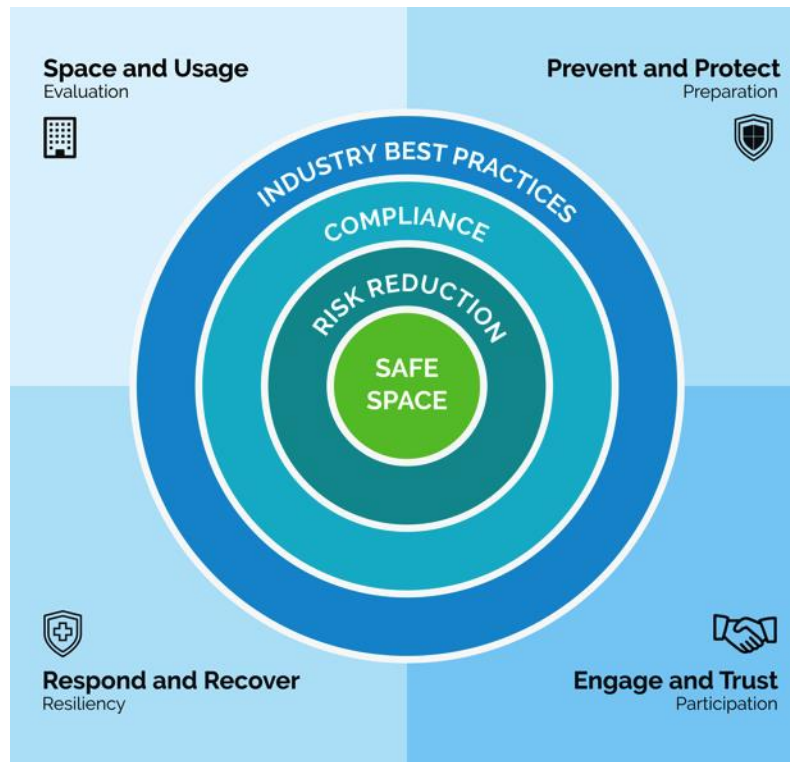 Space and Usage
Evaluation
Prevent and Protect
Preparation
INDUSTRY BEST PRACTICES
COMPLIANCE
RISK REDUCTION
SAFE
SPACE
Respond and Recover
Resiliency
Engage and Trust
Participation